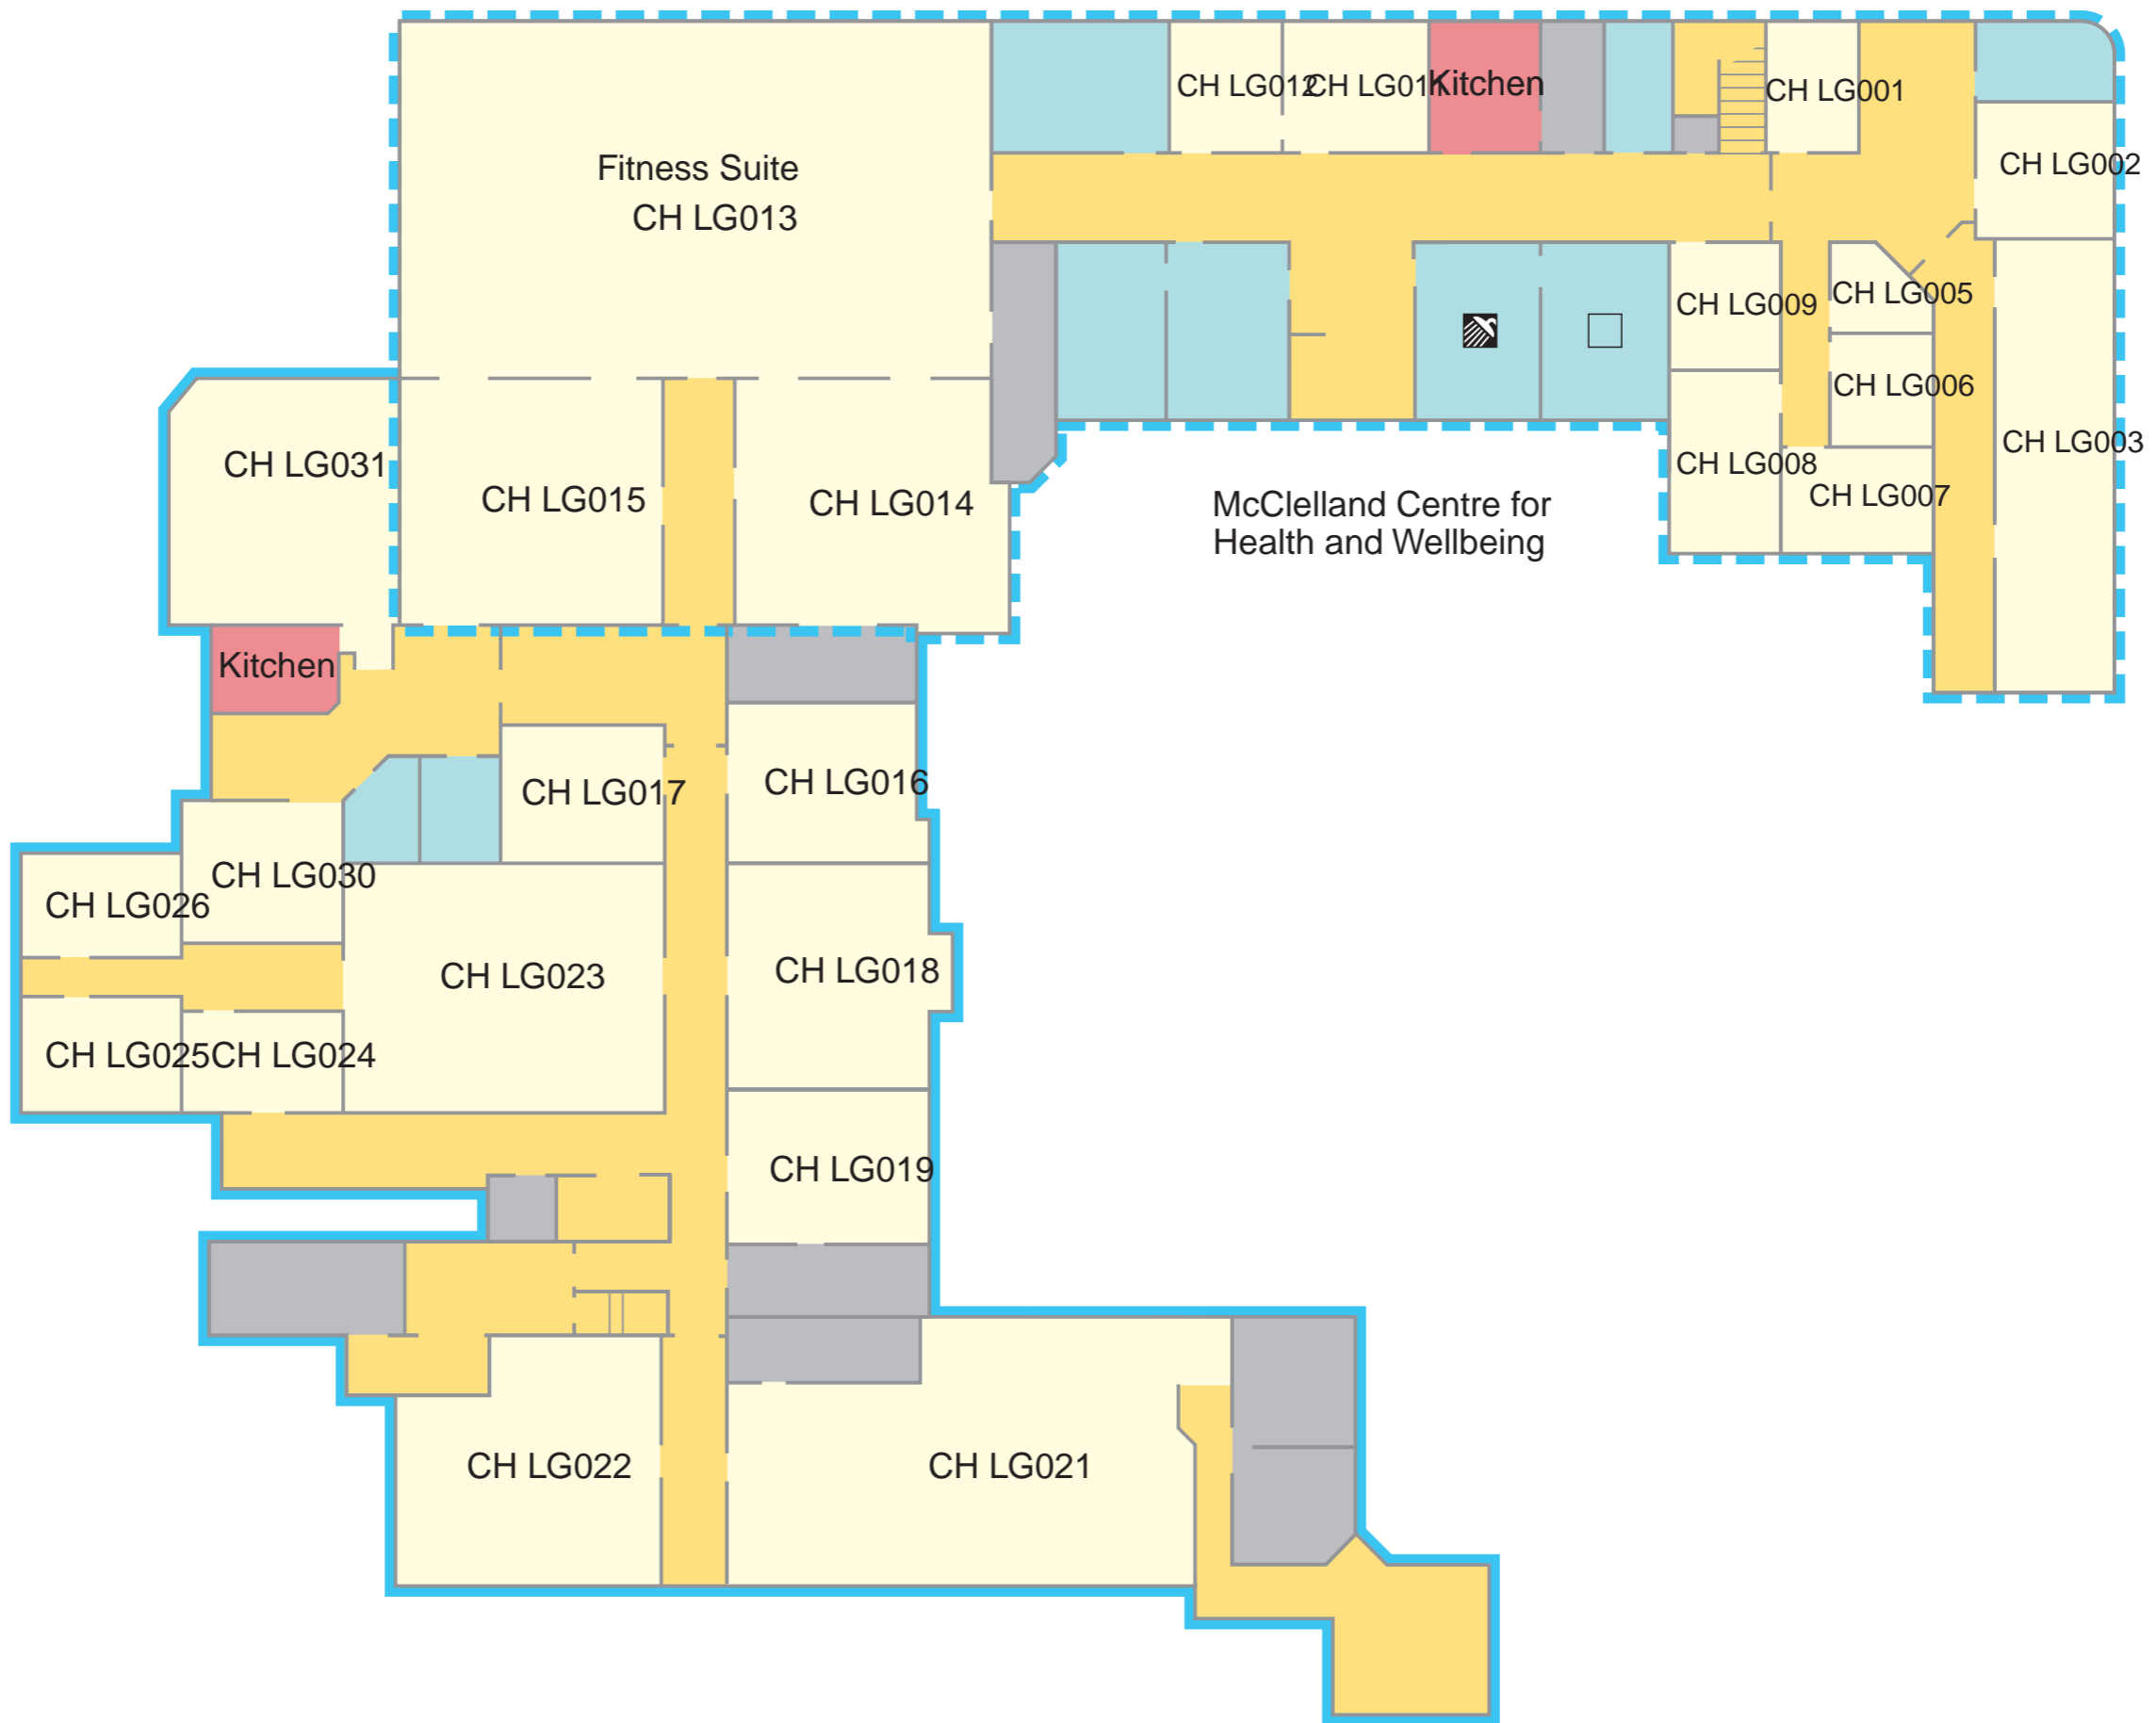 CH LG012
CH LG011
Kitchen
CH LG001
CH LG002
Fitness Suite
CH LG013
CH LG009
CH LG005
CH LG006
CH LG003
CH LG031
CH LG015
CH LG014
CH LG008
CH LG007
McClelland Centre for
Health and Wellbeing
Kitchen
CH LG017
CH LG016
CH LG030
CH LG026
CH LG023
CH LG018
CH LG025
CH LG024
CH LG019
CH LG022
CH LG021